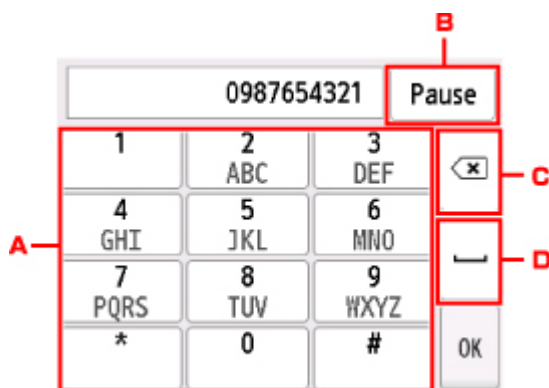 B
0987654321 Pause
1 2 3
ABC DEF
C
4 5 6
A GHI JKL MNO
D
7 8 9
PQRS TUV WXYZ
* 0 # OK